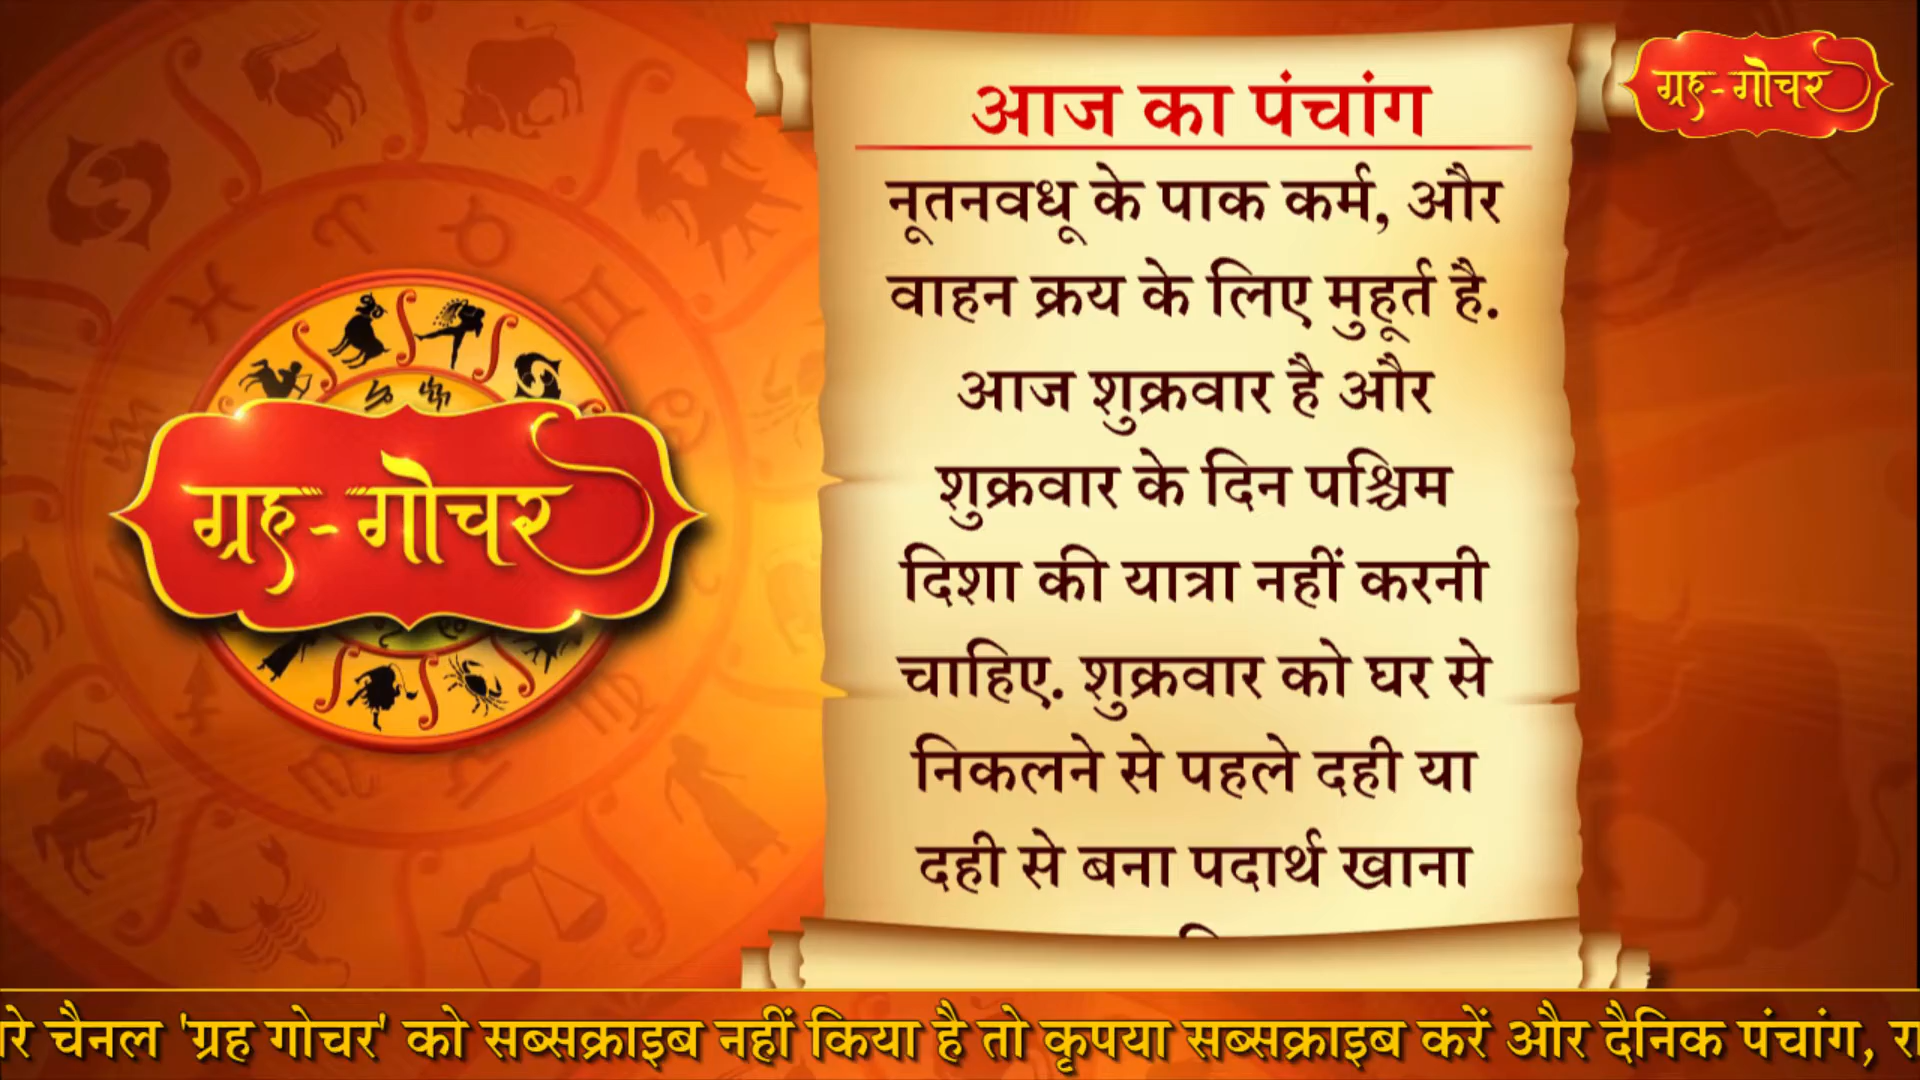 आज का पंचांग
ग्रह-गोचर
नूतनवधू के पाक कर्म, और
वाहन क्रय के लिए मुहूर्त है.
आज शुक्रवार है और
शुक्रवार के दिन पश्चिम
दिशा की यात्रा नहीं करनी
चाहिए. शुक्रवार को घर से
निकलने से पहले दही या
दही से बना पदार्थ खाना
ग्रह-गोचर
चैनल 'ग्रह गोचर' को सब्सक्राइब नहीं किया है तो कृपया सब्सक्राइब करें और दैनिक पंचांग,